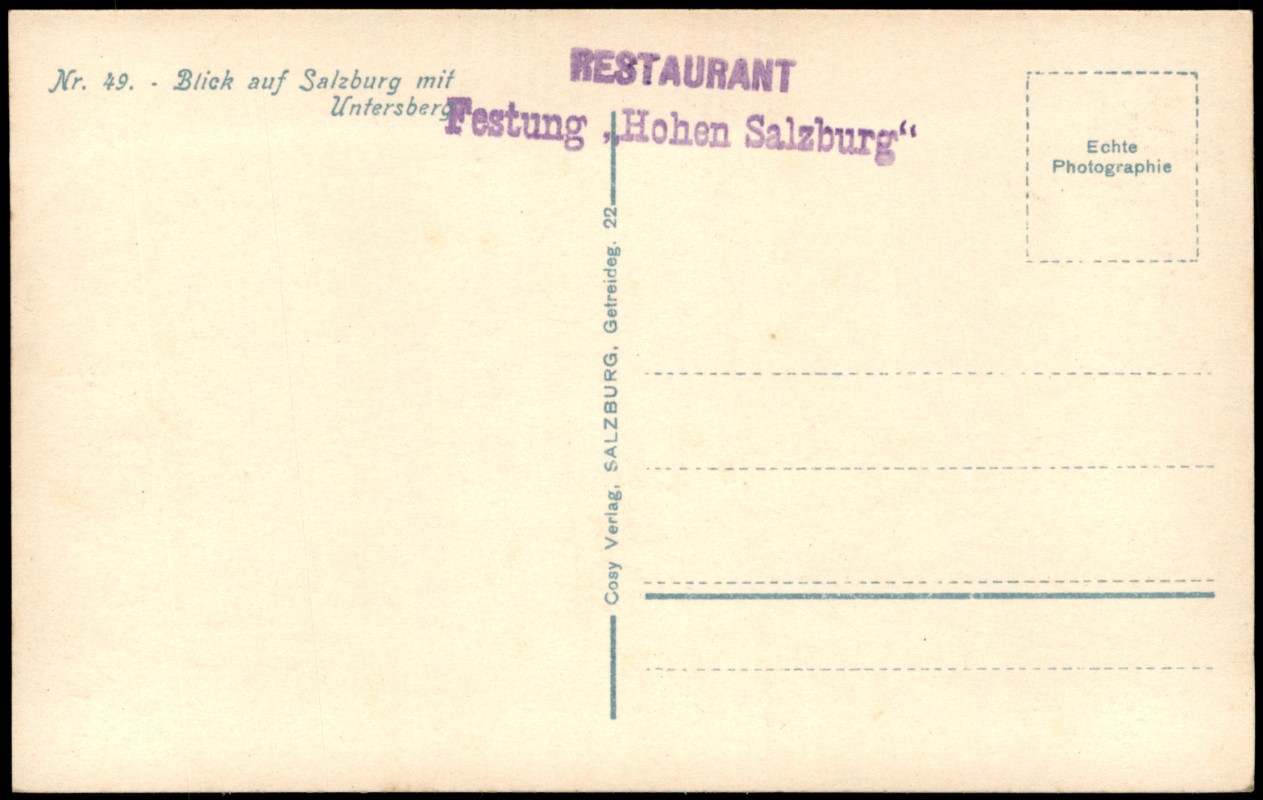 Nr. 49. - Blick auf Salzburg mit
Untersberg
RESTAURANT
Festung „Hohen Salzburg“
Echte
Photographie
Cosy Verlag, SALZBURG, Getreideg. 22